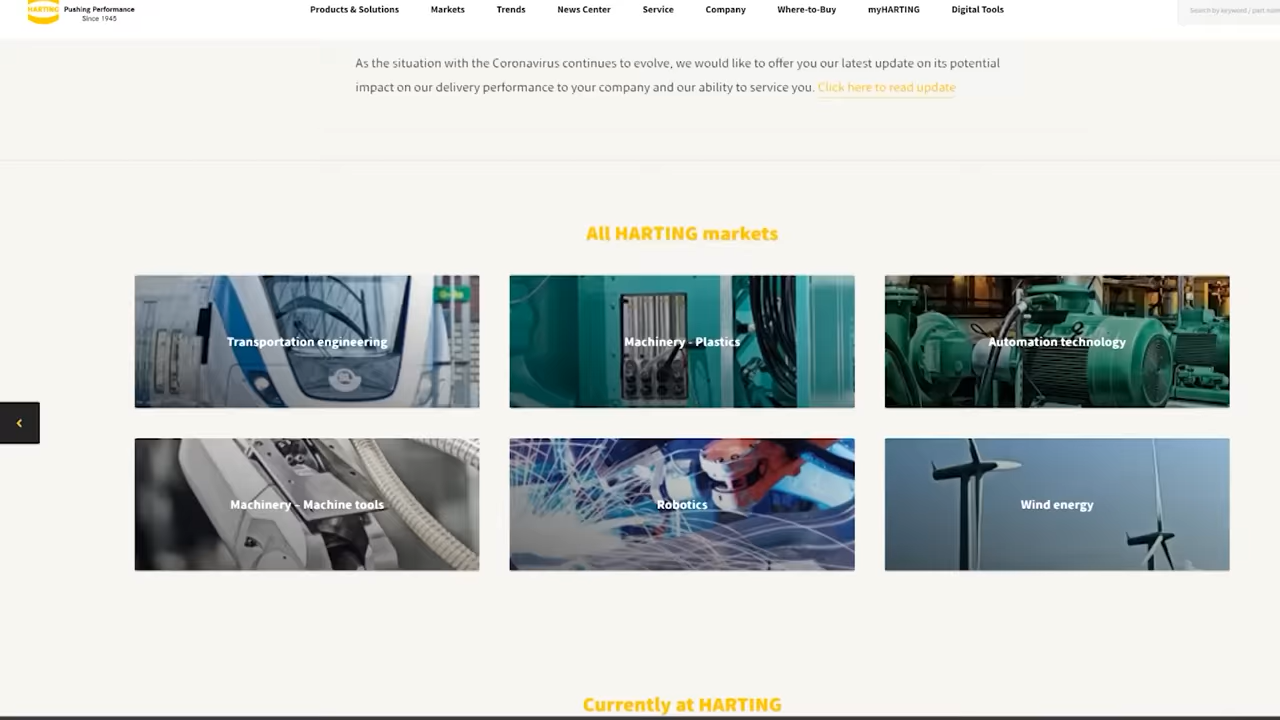 HARTING
Pushing Performance
Since 1945
Products & Solutions
Markets
Trends
News Center
Service
Company
Where-to-Buy
myHARTING
Digital Tools
Search by keyword / part name
As the situation with the Coronavirus continues to evolve, we would like to offer you our latest update on its potential
impact on our delivery performance to your company and our ability to service you. Click here to read update
All HARTING markets
Transportation engineering
Machinery - Plastics
Automation technology
Machinery – Machine tools
Robotics
Wind energy
Currently at HARTING